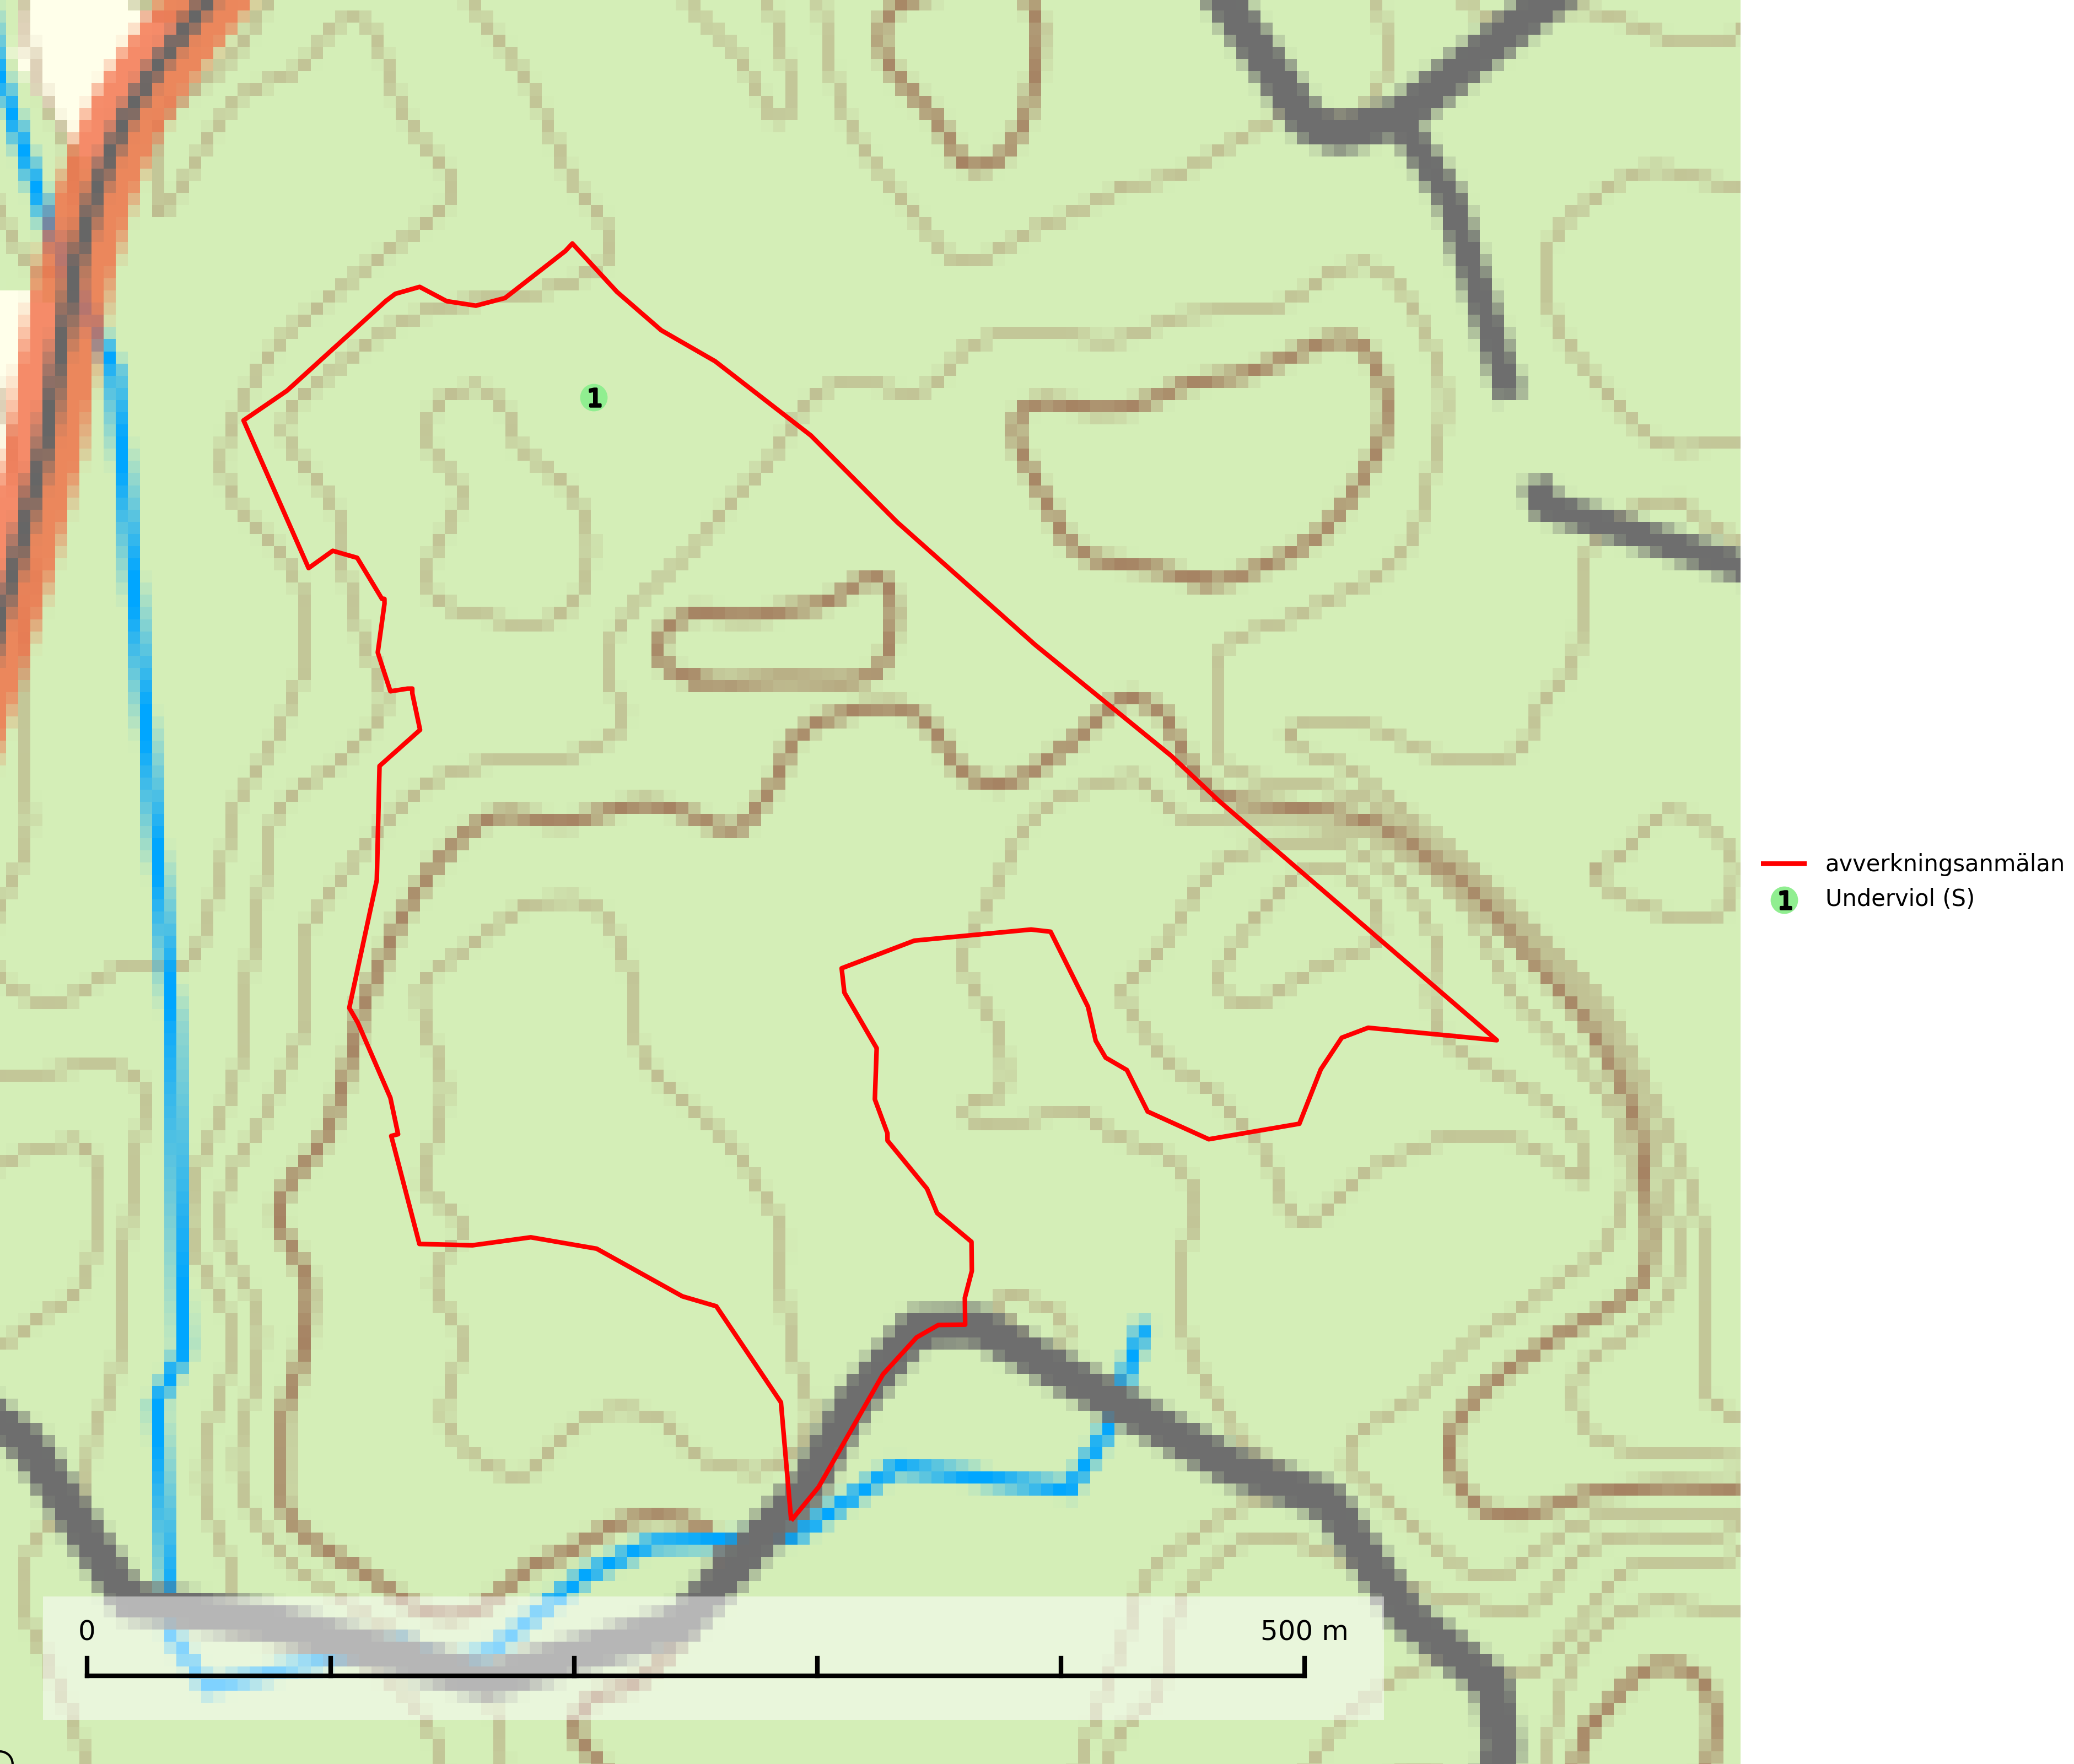 1
avverkningsanmälan
1 Underviol (S)
0 500 m